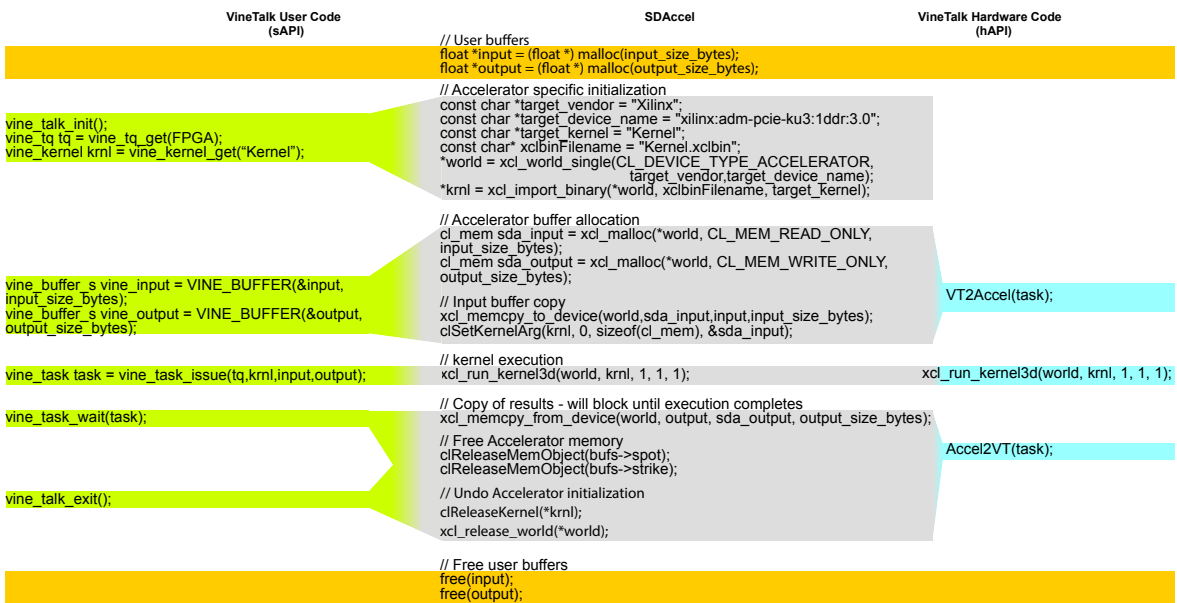 VineTalk User Code
(sAPI)
SDAccel
VineTalk Hardware Code
(hAPI)
// User buffers
float *input = (float *) malloc(input_size_bytes);
float *output = (float *) malloc(output_size_bytes);
// Accelerator specific initialization
const char *target_vendor = "Xilinx";
const char *target_device_name = "xilinx:adm-pcie-ku3:1ddr:3.0";
const char *target_kernel = "Kernel";
const char* xclbinFilename = "Kernel.xclbin";
*world = xcl_world_single(CL_DEVICE_TYPE_ACCELERATOR,
target_vendor,target_device_name);
*krnl = xcl_import_binary(*world, xclbinFilename, target_kernel);
vine_talk_init();
vine_tq tq = vine_tq_get(FPGA);
vine_kernel krnl = vine_kernel_get(“Kernel”);
// Accelerator buffer allocation
cl_mem sda_input = xcl_malloc(*world, CL_MEM_READ_ONLY,
input_size_bytes);
cl_mem sda_output = xcl_malloc(*world, CL_MEM_WRITE_ONLY,
output_size_bytes);
// Input buffer copy
xcl_memcpy_to_device(world,sda_input,input,input_size_bytes);
clSetKernelArg(krnl, 0, sizeof(cl_mem), &sda_input);
vine_buffer_s vine_input = VINE_BUFFER(&input,
input_size_bytes);
vine_buffer_s vine_output = VINE_BUFFER(&output,
output_size_bytes);
VT2Accel(task);
// kernel execution
vine_task task = vine_task_issue(tq,krnl,input,output);
xcl_run_kernel3d(world, krnl, 1, 1, 1);
xcl_run_kernel3d(world, krnl, 1, 1, 1);
// Copy of results - will block until execution completes
vine_task_wait(task);
xcl_memcpy_from_device(world, output, sda_output, output_size_bytes);
// Free Accelerator memory
clReleaseMemObject(bufs->spot);
clReleaseMemObject(bufs->strike);
Accel2VT(task);
// Undo Accelerator initialization
vine_talk_exit();
clReleaseKernel(*krnl);
xcl_release_world(*world);
// Free user buffers
free(input);
free(output);